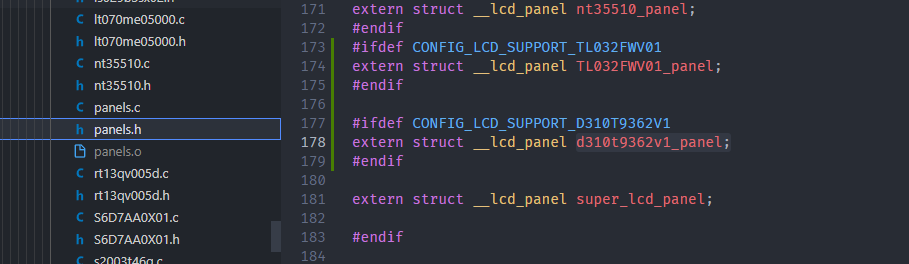 lt070me05000.c
lt070me05000.h
nt35510.c
nt35510.h
panels.c
panels.h
panels.o
rt13qv005d.c
rt13qv005d.h
S6D7AA0X01.c
S6D7AA0X01.h
s2003t46g.c
171 extern struct __lcd_panel nt35510_panel;
172 #endif
173 #ifdef CONFIG_LCD_SUPPORT_TL032FWV01
174 extern struct __lcd_panel TL032FWV01_panel;
175 #endif
176
177 #ifdef CONFIG_LCD_SUPPORT_D310T9362V1
178 extern struct __lcd_panel d310t9362v1_panel;
179 #endif
180
181 extern struct __lcd_panel super_lcd_panel;
182
183 #endif
184